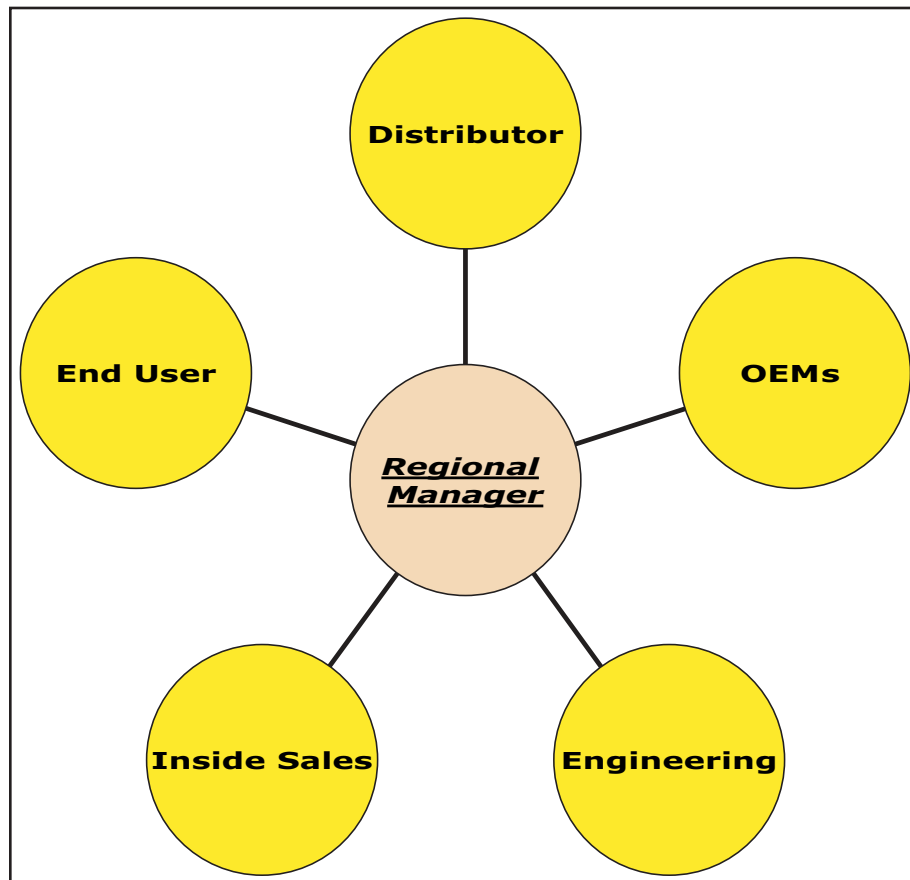 Distributor
End User
OEMs
Regional
Manager
Inside Sales
Engineering